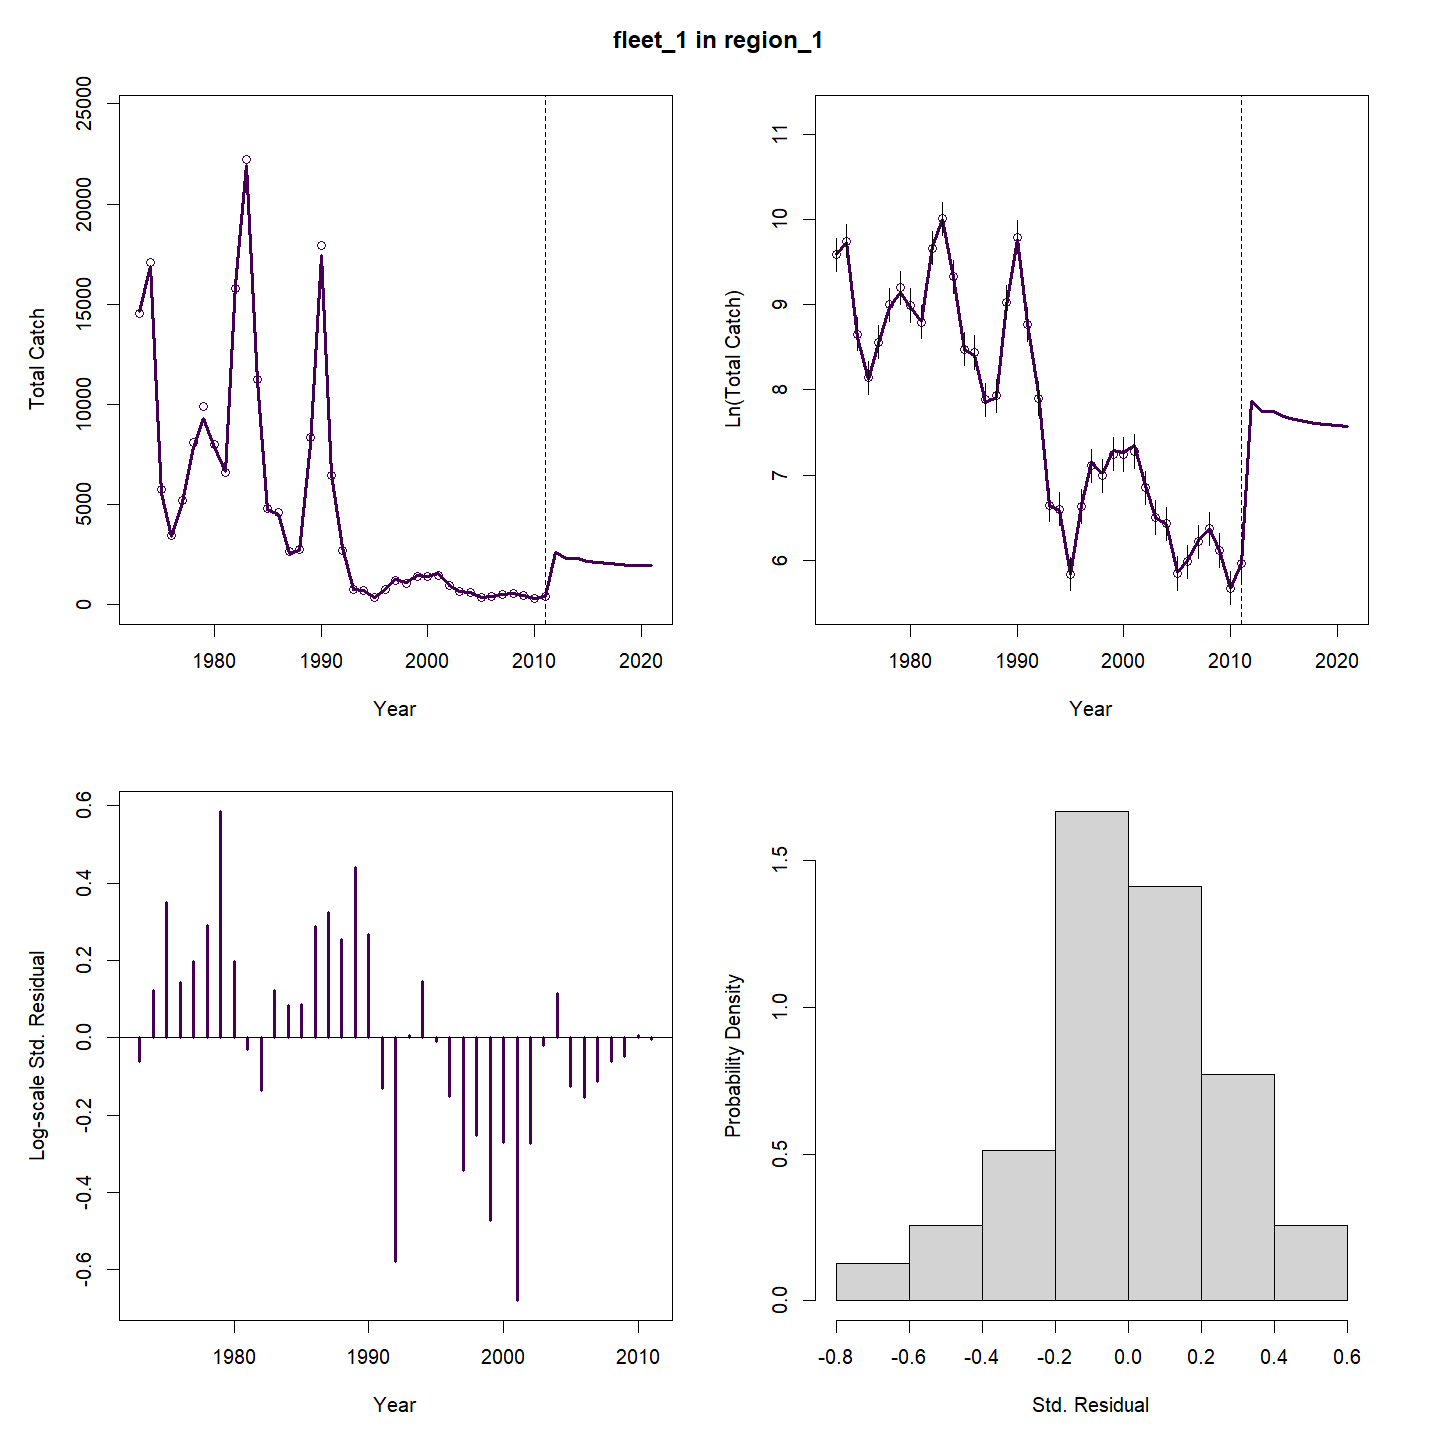 fleet_1 in region_1
Total Catch
0 5000 10000 15000 20000 25000
1980 1990 2000 2010 2020
Year
Ln(Total Catch)
6 7 8 9 10 11
1980 1990 2000 2010 2020
Year
Log-scale Std. Residual
-0.6 -0.4 -0.2 0.0 0.2 0.4 0.6
1980 1990 2000 2010
Year
Probability Density
0.0 0.5 1.0 1.5
-0.8 -0.6 -0.4 -0.2 0.0 0.2 0.4 0.6
Std. Residual